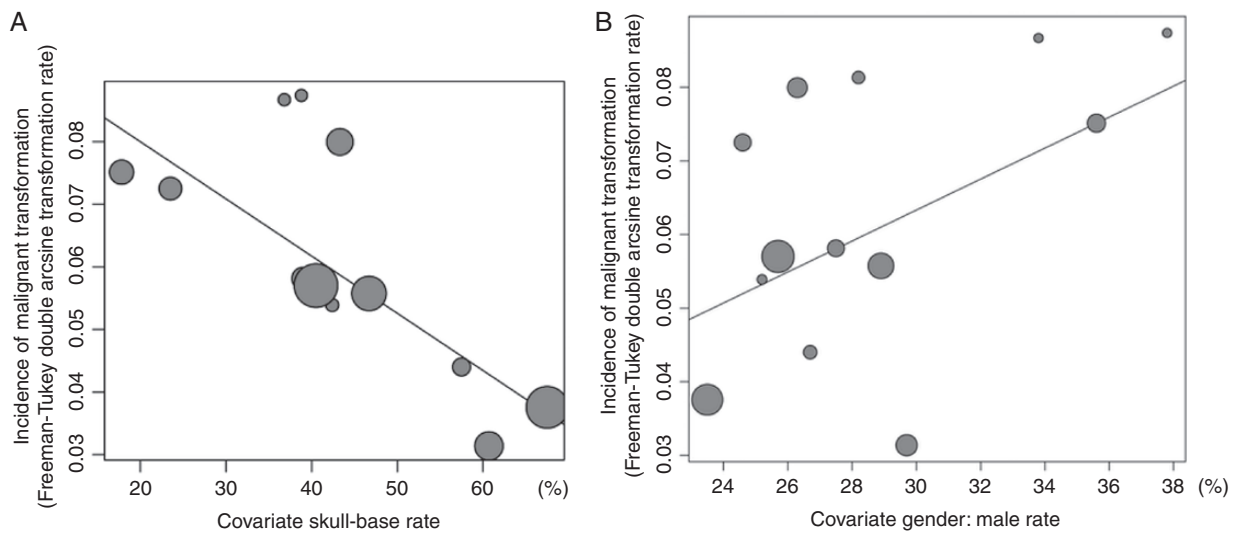 A
Incidence of malignant transformation
(Freeman-Tukey double arcsine transformation rate)
0.08
0.07
0.06
0.05
0.04
0.03
20 30 40 50 60 (%)
Covariate skull-base rate
B
Incidence of malignant transformation
(Freeman-Tukey double arcsine transformation rate)
0.08
0.07
0.06
0.05
0.04
0.03
24 26 28 30 32 34 36 38 (%)
Covariate gender: male rate